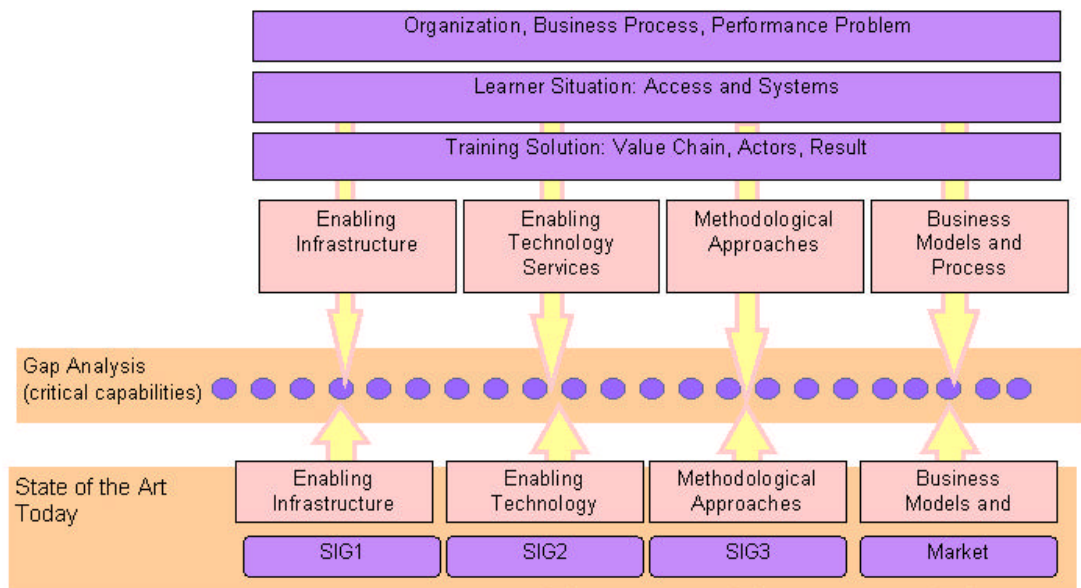 Organization, Business Process, Performance Problem
Learner Situation: Access and Systems
Training Solution: Value Chain, Actors, Result
Enabling
Infrastructure
Enabling
Technology
Services
Methodological
Approaches
Business
Models and
Process
Gap Analysis
(critical capabilities)
State of the Art
Today
Enabling
Infrastructure
Enabling
Technology
Methodological
Approaches
Business
Models and
SIG1
SIG2
SIG3
Market